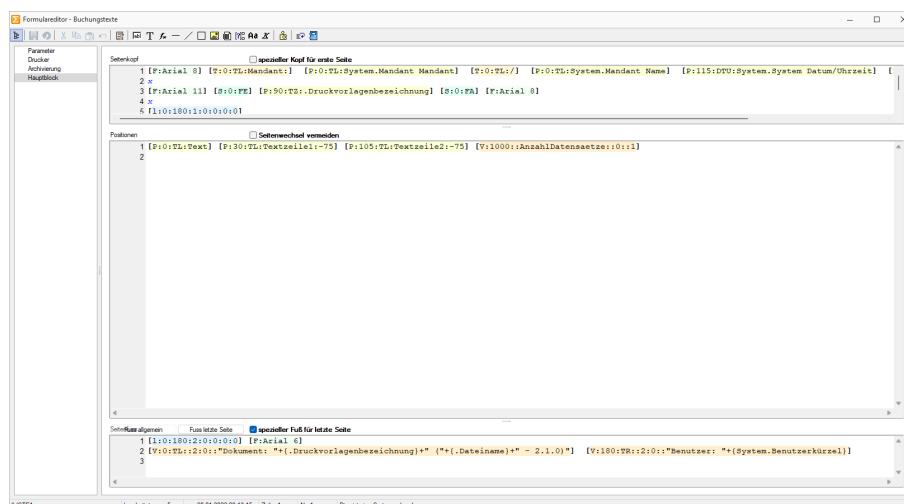 Formulareditor - Buchungstexte
Parameter
Drucker
Archivierung
Hauptblock
Seitenkopf
spezieller Kopf für erste Seite
1 [F:Arial 8] [T:0:TL:Mandant:] [P:0:TL:System.Mandant Mandant] [T:0:TL:/] [P:0:TL:System.Mandant Name] [P:115:DTU:System.System Datum/Uhrzeit] [
2 x
3 [F:Arial 11] [S:0:FE] [P:90:TZ:.Druckvorlagenbezeichnung] [S:0:FA] [F:Arial 8]
4 x
5 [l:0:180:1:0:0:0:0]
Positionen
Seitenwechsel vermeiden
1 [P:0:TL:Text] [P:30:TL:Textzeile1:-75] [P:105:TL:Textzeile2:-75] [V:1000::AnzahlDatensaetze::0::1]
2
Fuss allgemein
Fuss letzte Seite
spezieller Fuß für letzte Seite
1 [l:0:180:2:0:0:0:0] [F:Arial 6]
2 [V:0:TL::2:0::"Dokument: "+{.Druckvorlagenbezeichnung}+" ("+{.Dateiname}+" - 2.1.0)"] [V:180:TR::2:0::"Benutzer: "+{System.Benutzerkürzel}]
3